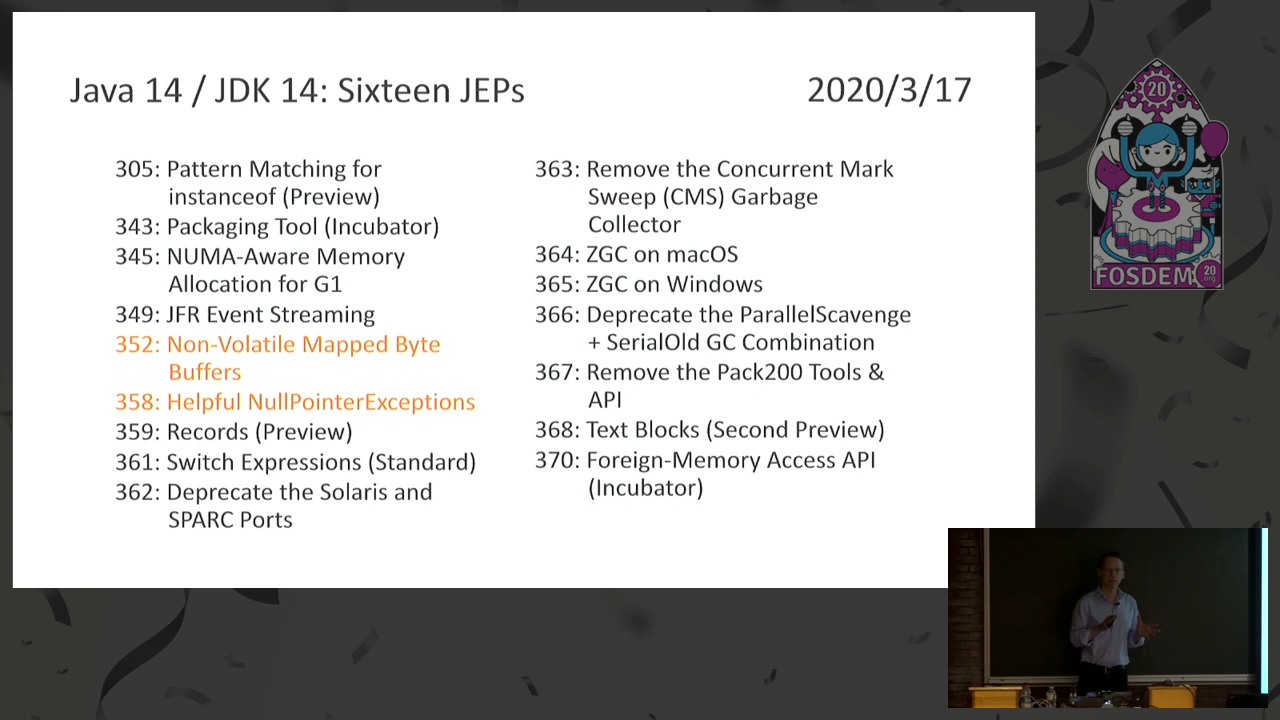 Java 14 / JDK 14: Sixteen JEPs
2020/3/17
305: Pattern Matching for
instanceof (Preview)
343: Packaging Tool (Incubator)
345: NUMA-Aware Memory
Allocation for G1
349: JFR Event Streaming
352: Non-Volatile Mapped Byte
Buffers
358: Helpful NullPointerExceptions
359: Records (Preview)
361: Switch Expressions (Standard)
362: Deprecate the Solaris and
SPARC Ports
363: Remove the Concurrent Mark
Sweep (CMS) Garbage
Collector
364: ZGC on macOS
365: ZGC on Windows
366: Deprecate the ParallelScavenge
+ SerialOld GC Combination
367: Remove the Pack200 Tools &
API
368: Text Blocks (Second Preview)
370: Foreign-Memory Access API
(Incubator)
20
FOSDEM
20
.org